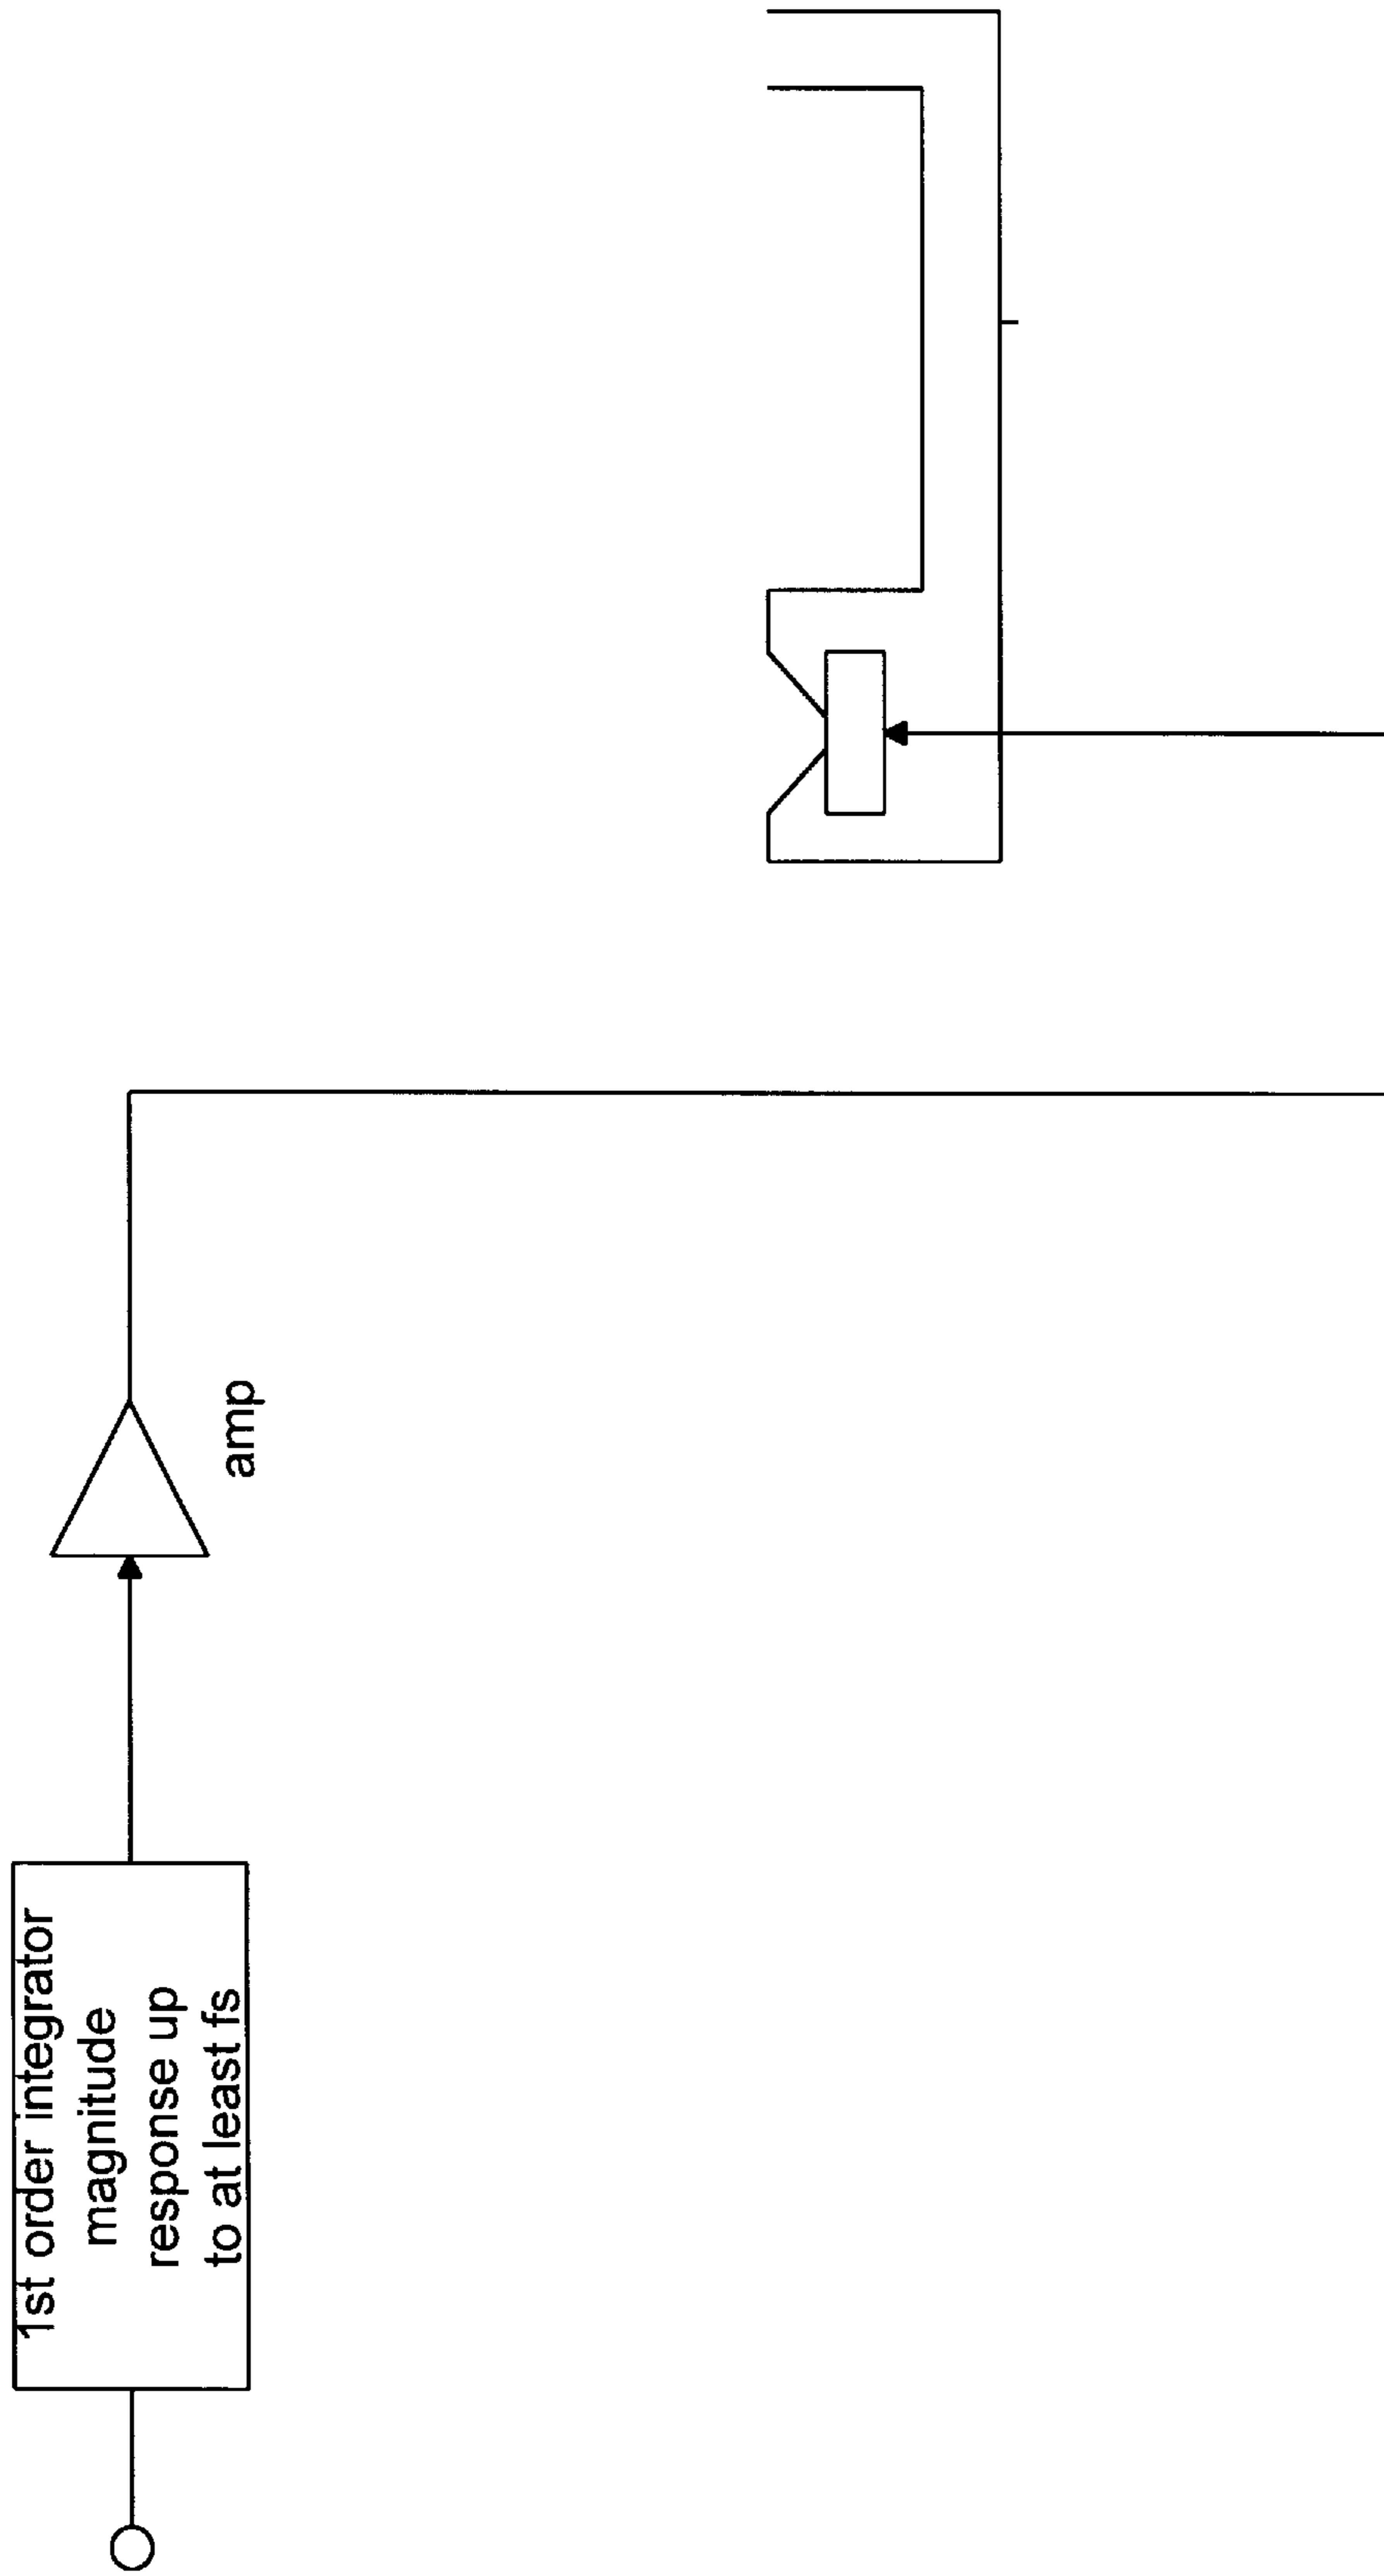 1st order integrator
magnitude
response up
to at least fs
amp